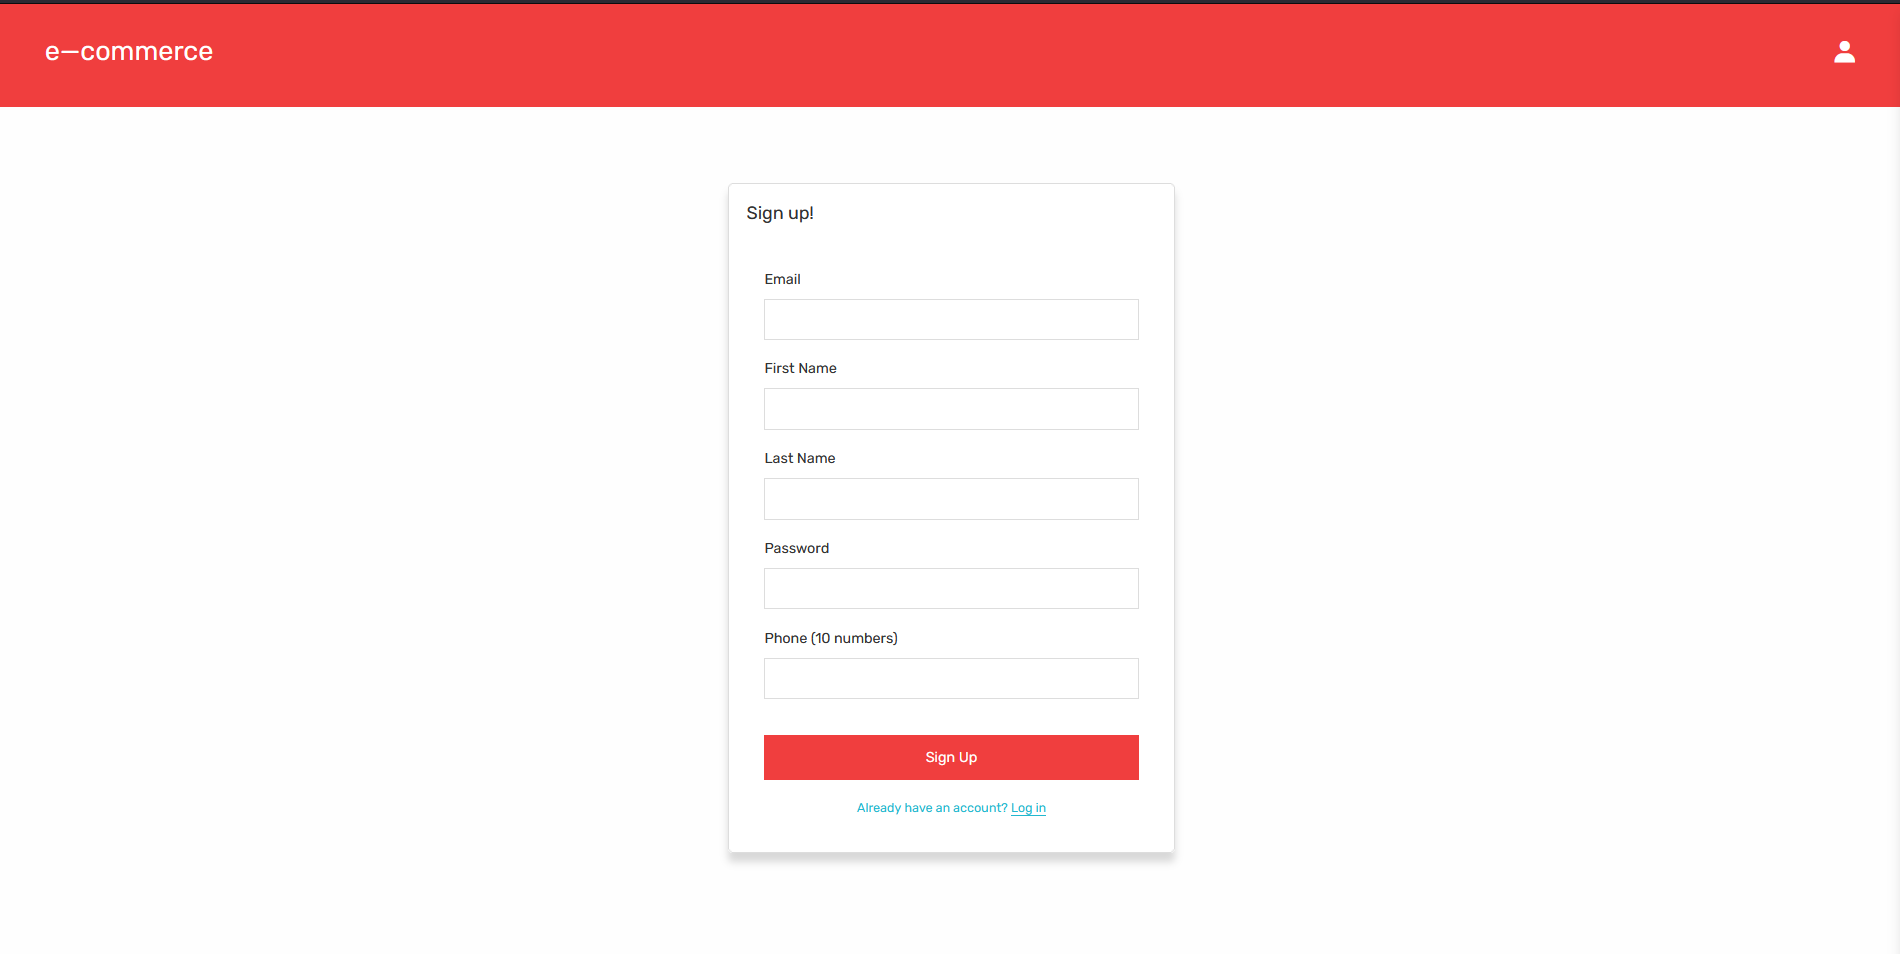 e—commerce
Sign up!
Email
First Name
Last Name
Password
Phone (10 numbers)
Sign Up
Already have an account? Log in